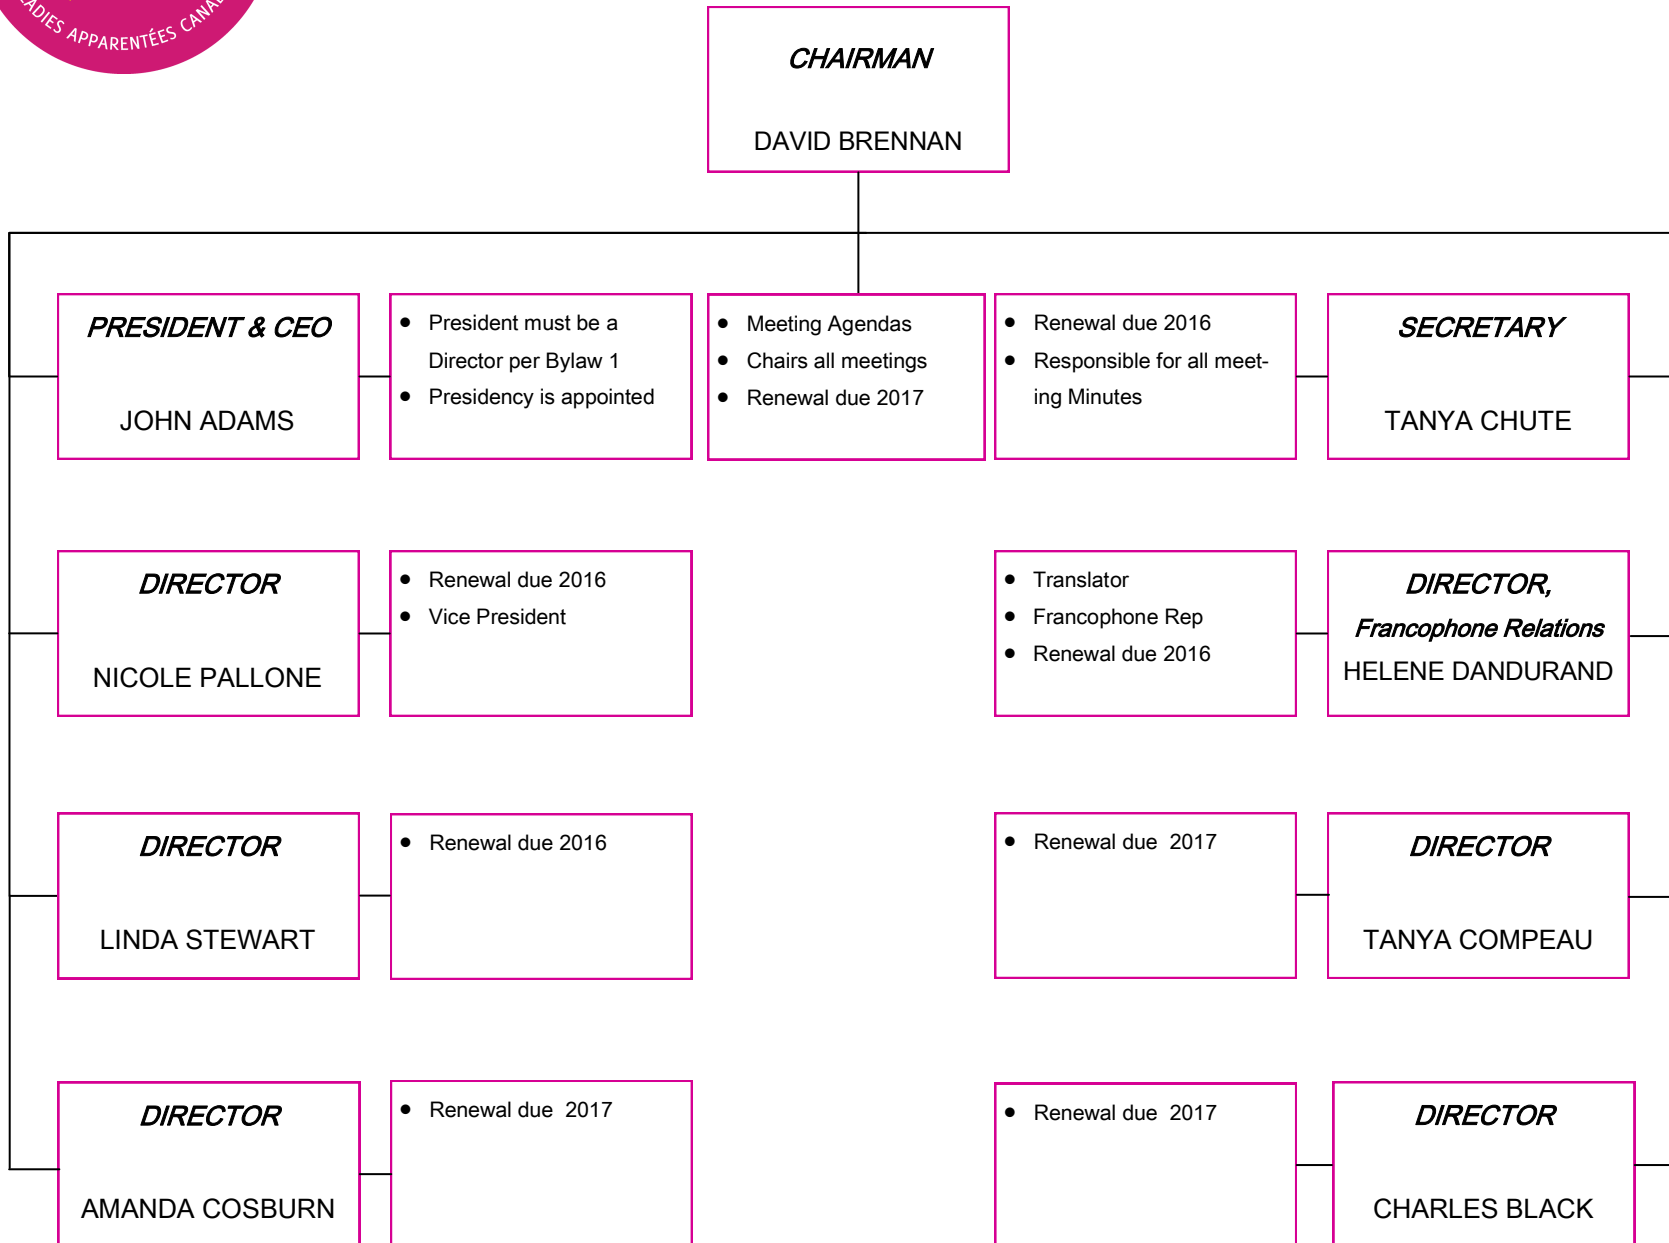 APPARENTÉES
CHAIRMAN
DAVID BRENNAN
PRESIDENT & CEO
JOHN ADAMS
• President must be a
Director per Bylaw 1
• Presidency is appointed
• Meeting Agendas
• Chairs all meetings
• Renewal due 2017
• Renewal due 2016
• Responsible for all meet-
ing Minutes
SECRETARY
TANYA CHUTE
DIRECTOR
NICOLE PALLONE
• Renewal due 2016
• Vice President
• Translator
• Francophone Rep
• Renewal due 2016
DIRECTOR,
Francophone Relations
HELENE DANDURAND
DIRECTOR
LINDA STEWART
• Renewal due 2016
• Renewal due  2017
DIRECTOR
TANYA COMPEAU
DIRECTOR
AMANDA COSBURN
• Renewal due  2017
• Renewal due  2017
DIRECTOR
CHARLES BLACK